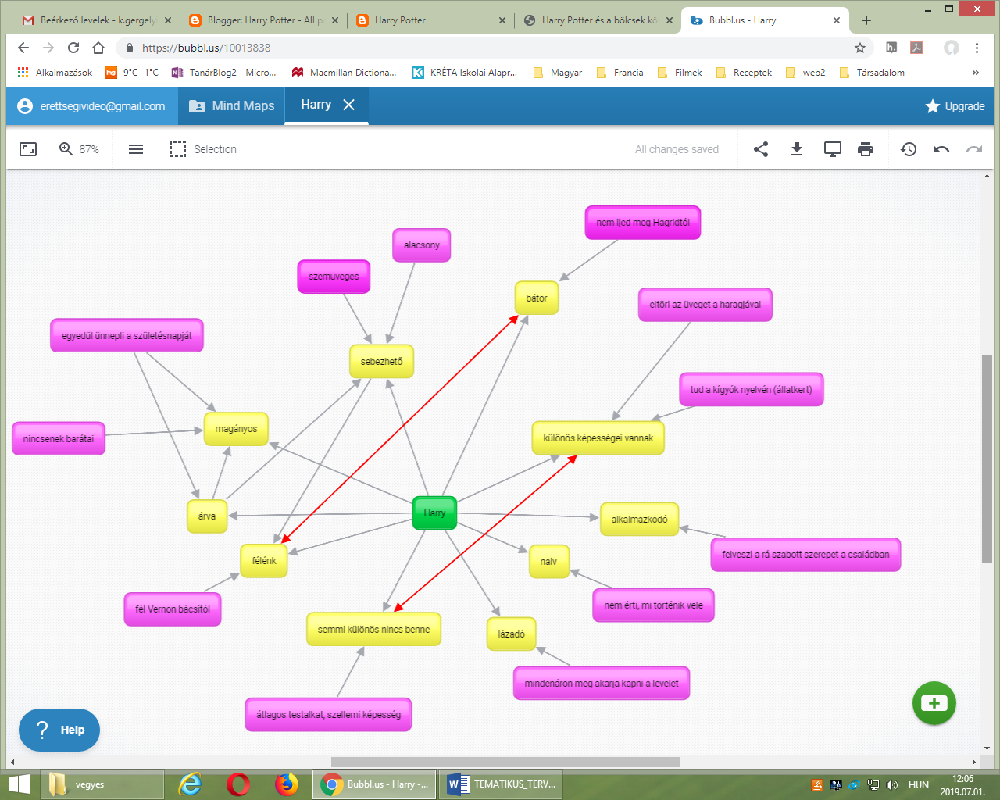 Beérkező levelek - k.gergely
Blogger: Harry Potter - All p
Harry Potter
Harry Potter és a bölcsek kö
Bubbl.us - Harry
https://bubbl.us/10013838
Alkalmazások
9°C -1°C
TanárBlog2 - Micro...
Macmillan Dictiona...
KRÉTA Iskolai Alapr...
Magyar
Francia
Filmek
Receptek
web2
Társadalom
erettsegivideo@gmail.com
Mind Maps
Harry
Upgrade
87%
Selection
All changes saved
nem ijed meg Hagridtól
alacsony
szemüveges
bátor
eltöri az üveget a haragjával
egyedül ünnepli a születésnapját
sebezhető
tud a kígyók nyelvén (állatkert)
magányos
nincsenek barátai
különös képességei vannak
Harry
árva
alkalmazkodó
félénk
naiv
felveszi a rá szabott szerepet a családban
fél Vernon bácsitól
nem érti, mi történik vele
semmi különös nincs benne
lázadó
mindenáron meg akarja kapni a levelet
átlagos testalkat, szellemi képesség
? Help
vegyes
Bubbl.us - Harry -...
TEMATIKUS_TERV...
HUN
12:06
2019.07.01.